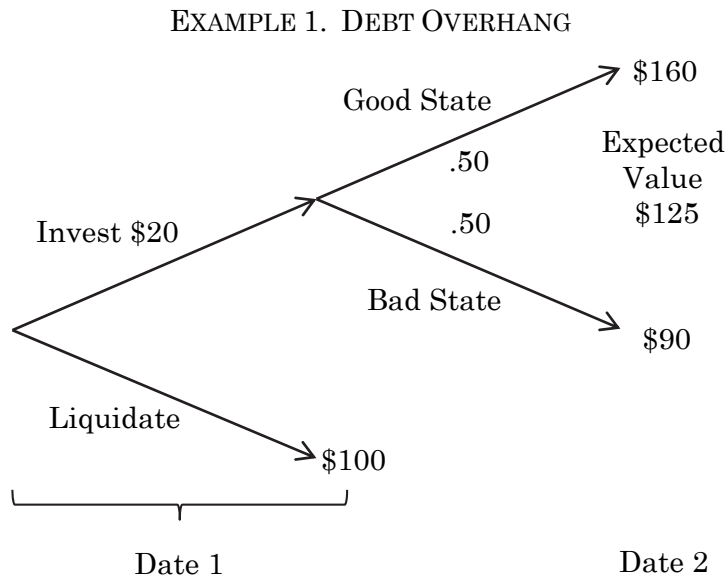 EXAMPLE 1. DEBT OVERHANG
$160
Good State
Expected
Value
$125
.50
Invest $20
.50
Bad State
$90
Liquidate
$100
Date 1
Date 2